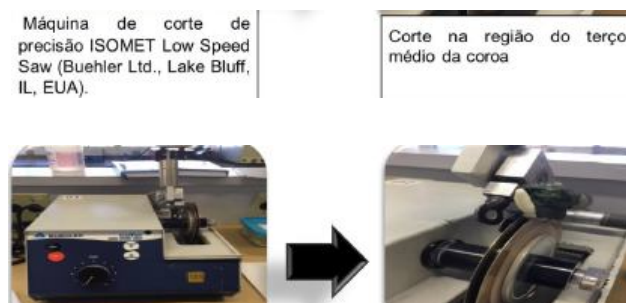 Máquina de corte de
precisão ISOMET Low Speed
Saw (Buehler Ltd., Lake Bluff,
IL, EUA).
Corte na região do terço
médio da coroa
BUEHLER